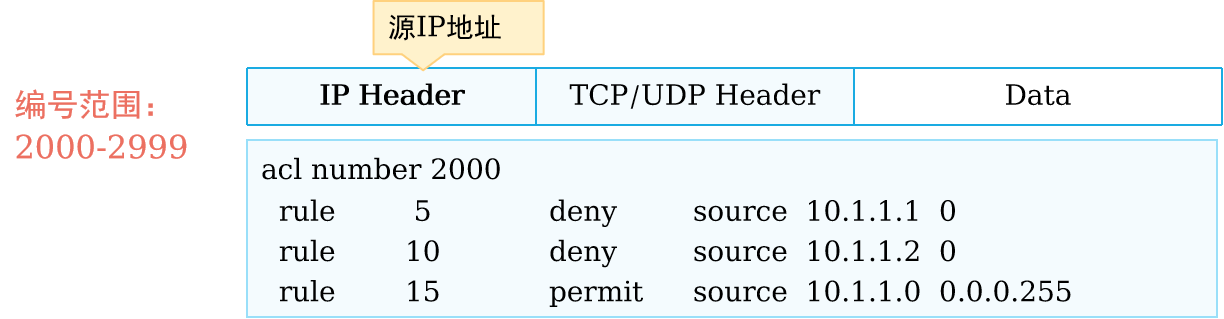 源IP地址
编号范围：
2000-2999
IP Header TCP/UDP Header Data
acl number 2000
rule 5 deny source 10.1.1.1 0
rule 10 deny source 10.1.1.2 0
rule 15 permit source 10.1.1.0 0.0.0.255